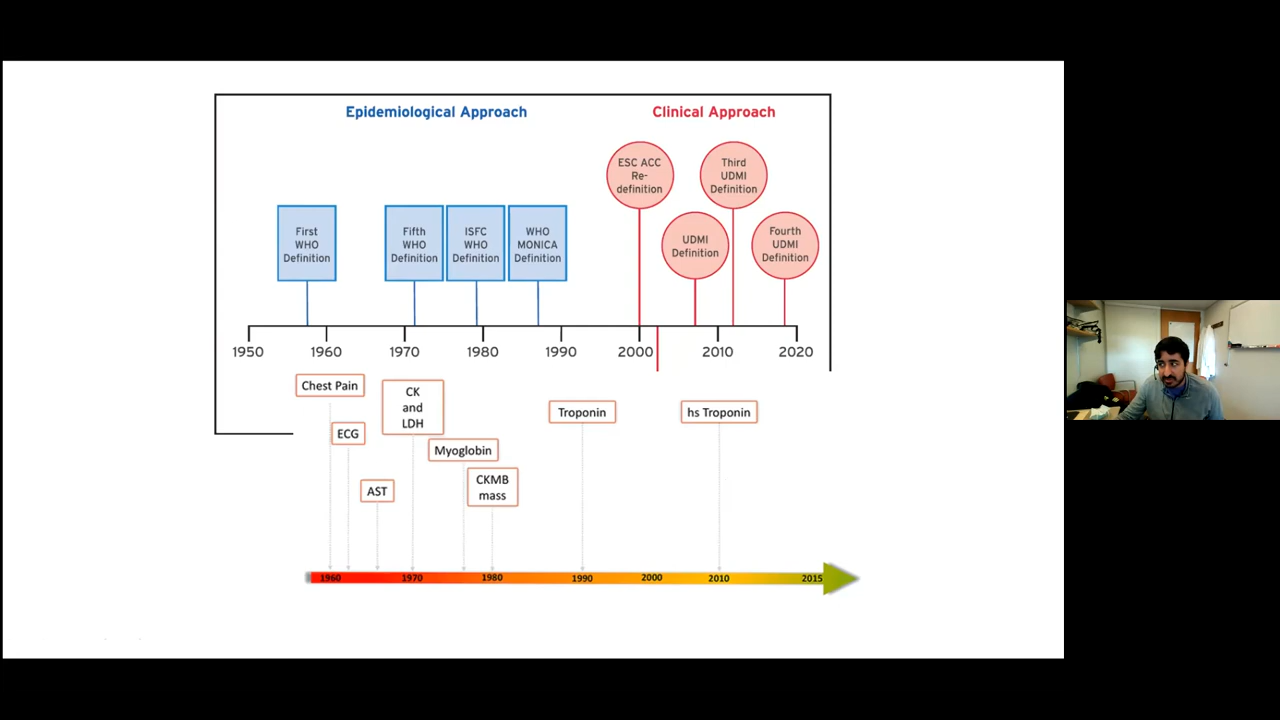 Epidemiological Approach
Clinical Approach
ESC ACC
Re-
definition
Third
UDMI
Definition
First
WHO
Definition
Fifth
WHO
Definition
ISFC
WHO
Definition
WHO
MONICA
Definition
UDMI
Definition
Fourth
UDMI
Definition
1950 1960 1970 1980 1990 2000 2010 2020
Chest Pain
ECG
AST
CK
and
LDH
Myoglobin
CKMB
mass
Troponin
hs Troponin
1960 1970 1980 1990 2000 2010 2015